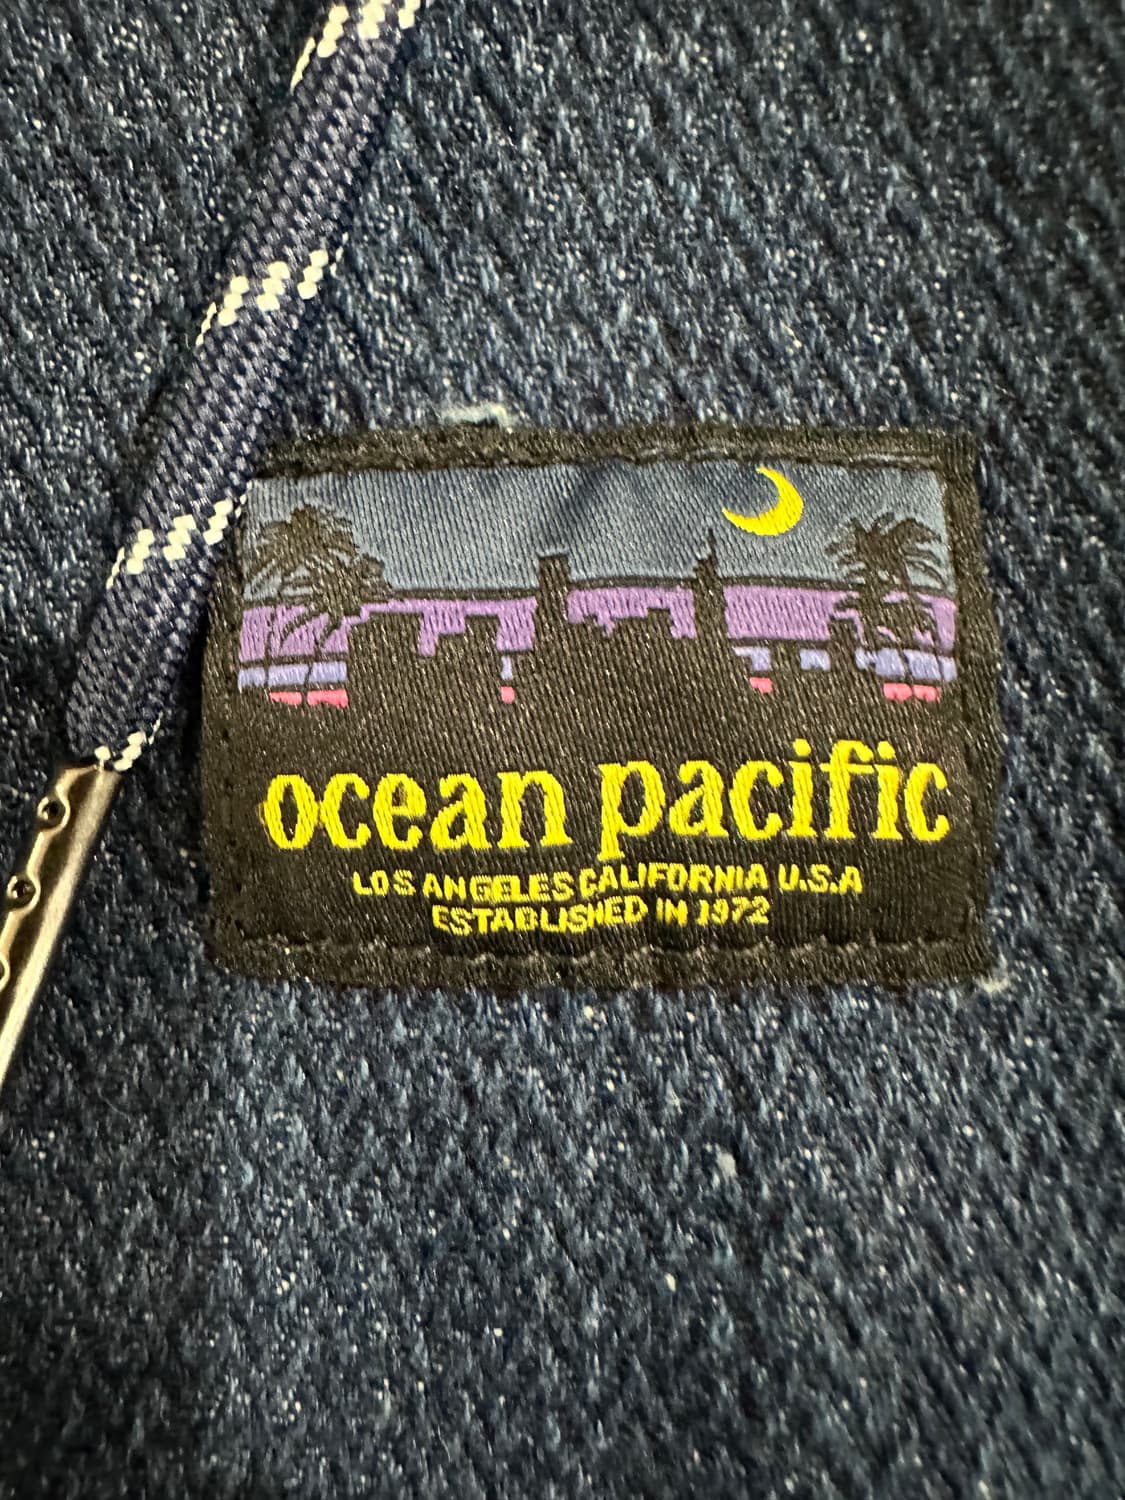 ocean pacific
LOS ANGELES CALIFORNIA U.S.A
ESTABLISHED IN 1972